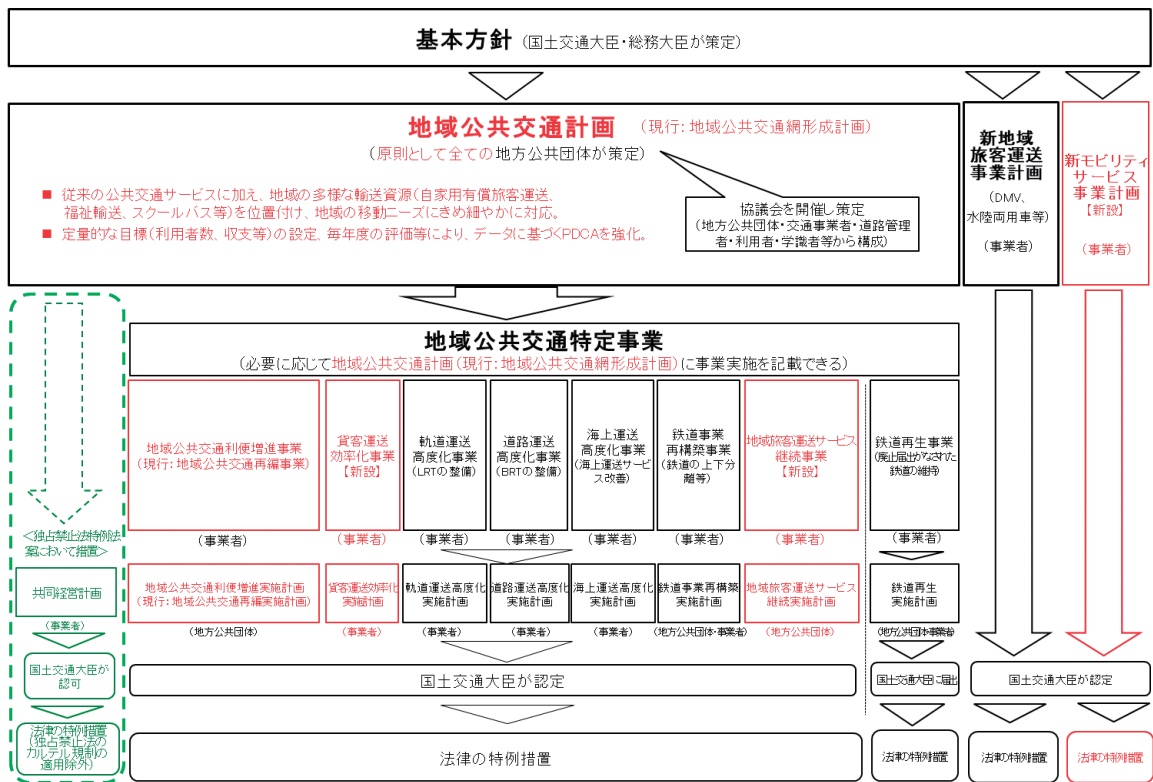 基本方針 (国土交通大臣・総務大臣が策定)
地域公共交通計画 (現行:地域公共交通網形成計画)
(原則として全ての地方公共団体が策定)
■ 従来の公共交通サービスに加え、地域の多様な輸送資源(自家用有償旅客運送、
福祉輸送、スクールバス等)を位置付け、地域の移動ニーズにきめ細やかに対応。
■ 定量的な目標(利用者数、収支等)の設定、毎年度の評価等により、データに基づくPDCAを強化。
協議会を開催し策定
(地方公共団体・交通事業者・道路管理
者・利用者・学識者等から構成)
新地域
旅客運送
事業計画
(DMV、
水陸両用車等)
(事業者)
新モビリティ
サービス
事業計画
【新設】
(事業者)
地域公共交通特定事業
(必要に応じて地域公共交通計画(現行:地域公共交通網形成計画)に事業実施を記載できる)
地域公共交通利便増進事業
(現行:地域公共交通再編事業)
(事業者)
貨客運送
効率化事業
【新設】
(事業者)
軌道運送
高度化事業
(LRTの整備)
(事業者)
道路運送
高度化事業
(BRTの整備)
(事業者)
海上運送
高度化事業
(海上運送サービ
ス改善)
(事業者)
鉄道事業
再構築事業
(鉄道の上下分
離等)
(事業者)
地域旅客運送サービス
継続事業
【新設】
(事業者)
鉄道再生事業
(廃止届出がなされた
鉄道の維持)
(事業者)
<独占禁止法特例法
案において措置>
共同経営計画
(事業者)
国土交通大臣が
認可
法律の特例措置
(独占禁止法の
カルテル規制の
適用除外)
地域公共交通利便増進実施計画
(現行:地域公共交通再編実施計画)
(地方公共団体)
貨客運送効率化
実施計画
(事業者)
軌道運送高度化
実施計画
(事業者)
道路運送高度化
実施計画
(事業者)
海上運送高度化
実施計画
(事業者)
鉄道事業再構築
実施計画
(地方公共団体・事業者)
地域旅客運送サービス
継続実施計画
(地方公共団体)
鉄道再生
実施計画
(地方公共団体・事業者)
国土交通大臣が認定
国土交通大臣に届出
国土交通大臣が認定
法律の特例措置
法律の特例措置
法律の特例措置
法律の特例措置